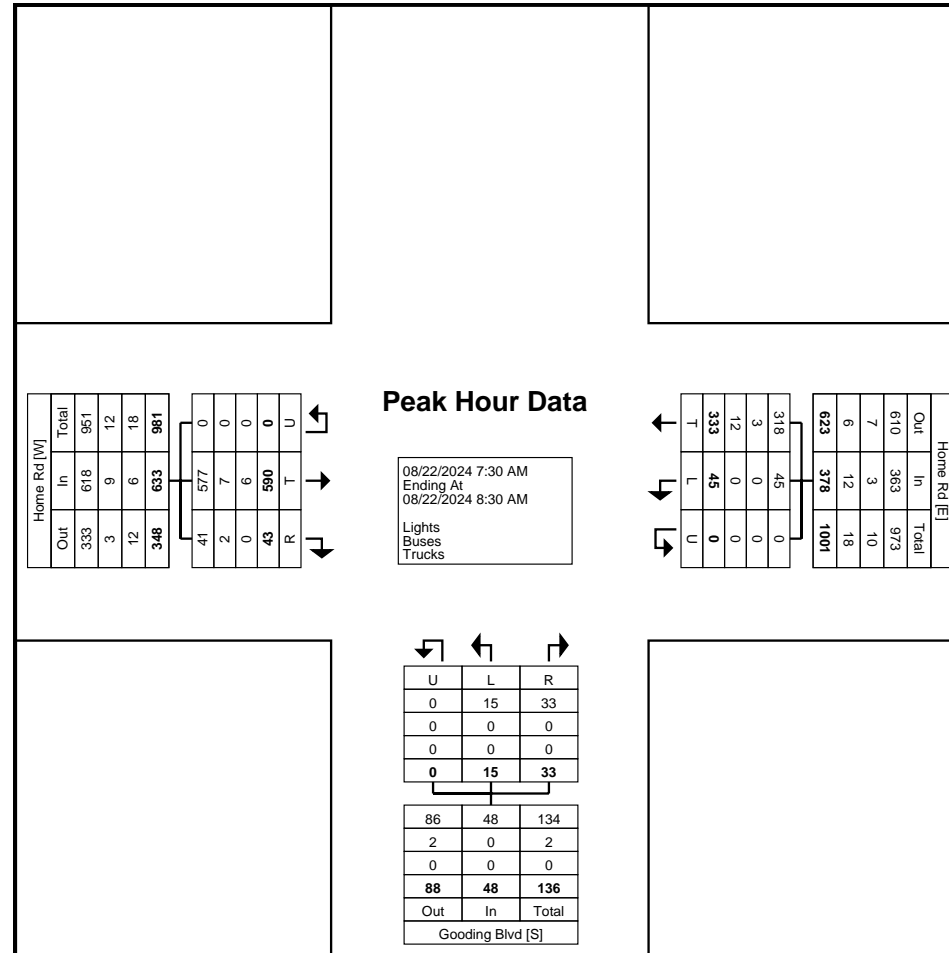 Peak Hour Data
08/22/2024 7:30 AM
Ending At
08/22/2024 8:30 AM
Lights
Buses
Trucks
Home Rd [W]
Total 951 12 18 981
In 618 9 6 633
Out 333 3 12 348
0 0 0 0 U
577 7 6 590 T
41 2 0 43 R
Home Rd [E]
Out 610 7 6 623
In 363 3 12 378
Total 973 10 18 1001
318 3 12 333 T
45 0 0 45 L
0 0 0 0 U
U L R
0 15 33
0 0 0
0 0 0
0 15 33
86 48 134
2 0 2
0 0 0
88 48 136
Out In Total
Gooding Blvd [S]